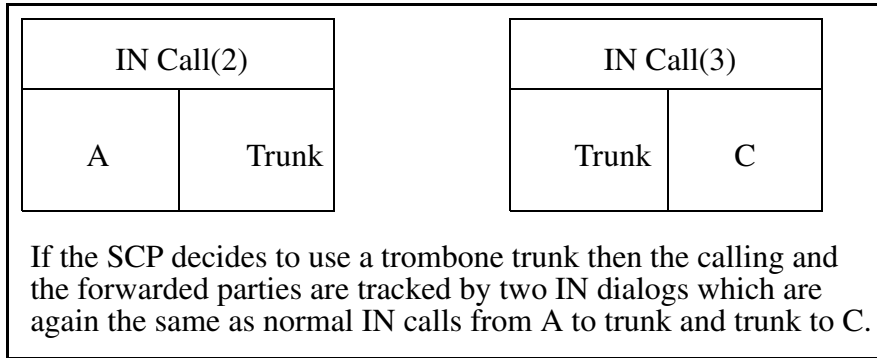 IN Call(2)
IN Call(3)
A
Trunk
Trunk
C
If the SCP decides to use a trombone trunk then the calling and
the forwarded parties are tracked by two IN dialogs which are
again the same as normal IN calls from A to trunk and trunk to C.